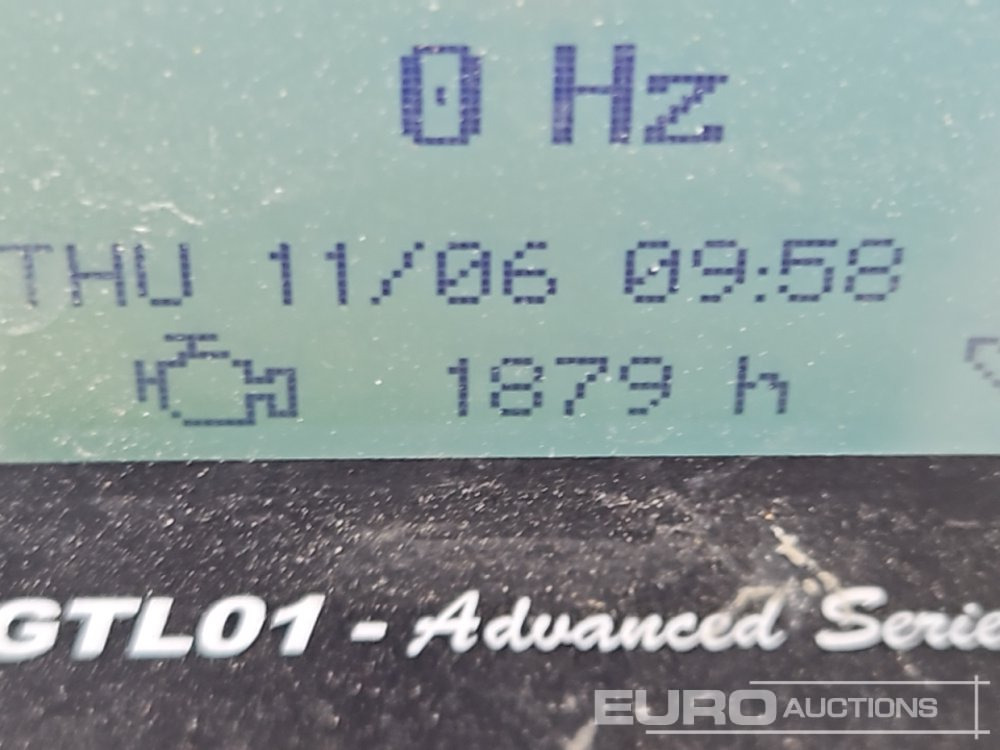 0 Hz
THU 11/06 09:58
1879 h
GTL01 - Advanced Serie
EURO AUCTIONS